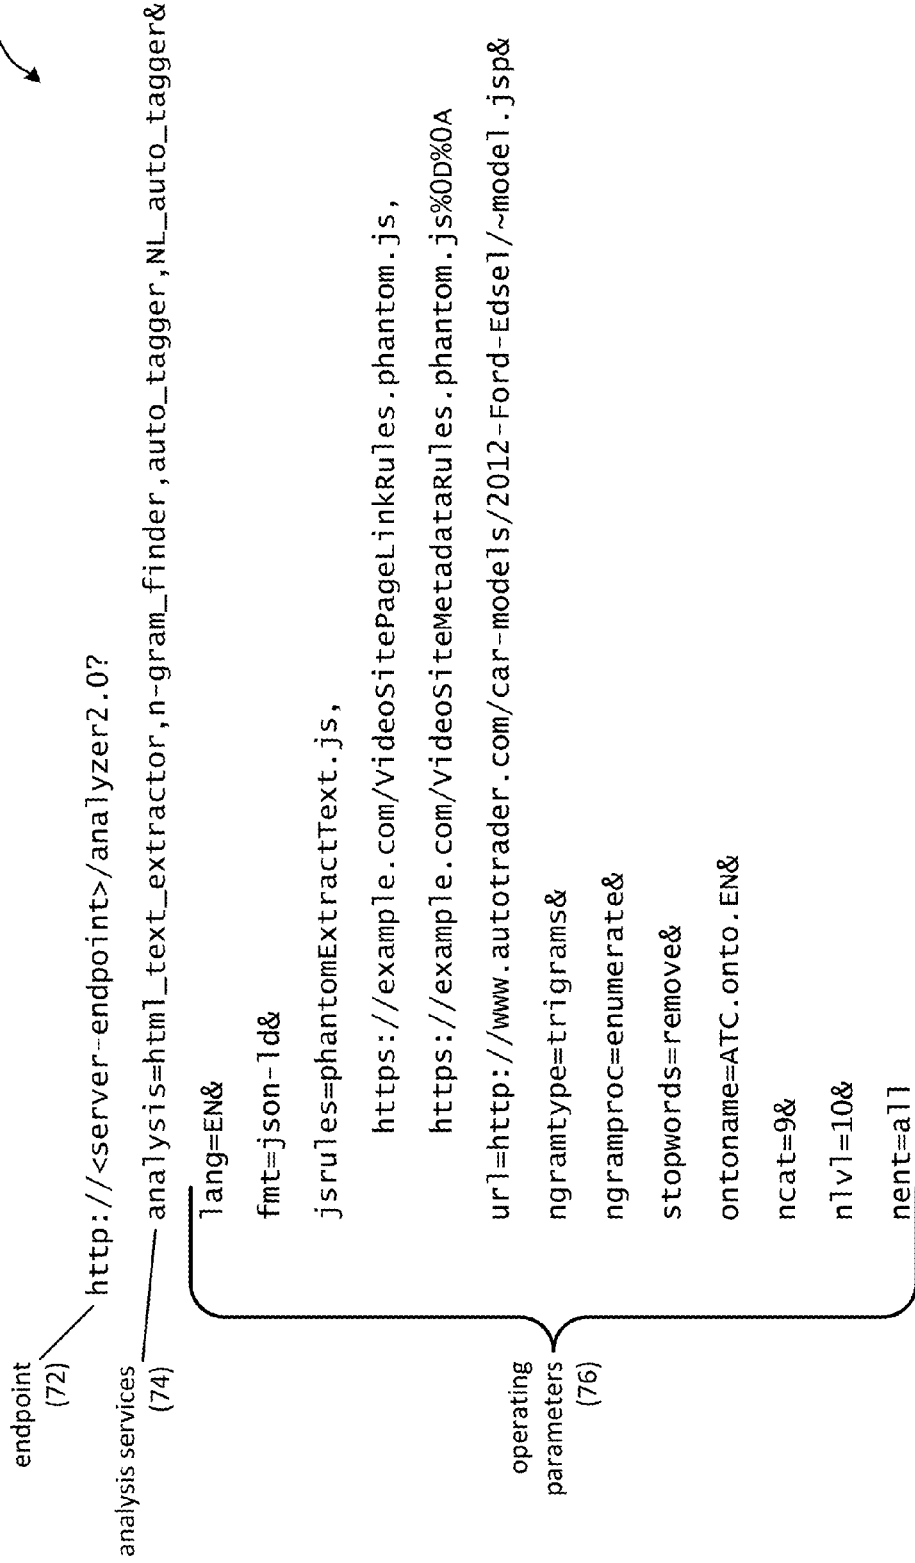 endpoint
(72)
http://<server-endpoint>/analyzer2.0?
analysis services
(74)
analysis=html_text_extractor,n-gram_finder,auto_tagger,NL_auto_tagger&
lang=EN&
fmt=json-ld&
jsrules=phantomExtractText.js,
https://example.com/videoSitePageLinkRules.phantom.js,
https://example.com/videoSiteMetadataRules.phantom.js%0D%0A
url=http://www.autotrader.com/car-models/2012-Ford-Edsel/~model.jsp&
ngramtype=trigrams&
ngramproc=enumerate&
stopwords=remove&
ontoname=ATC.onto.EN&
ncat=9&
nlvl=10&
nent=all
operating
parameters
(76)